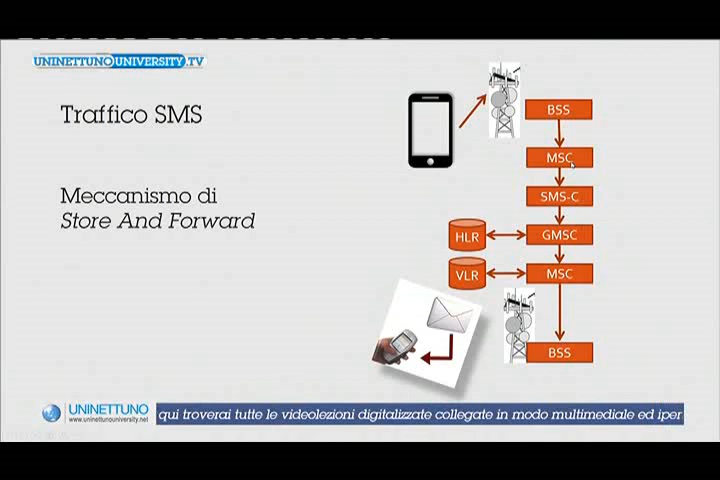 UNINETTUNOUNIVERSITY.TV
Traffico SMS
Meccanismo di
Store And Forward
BSS
MSC
SMS-C
HLR
GMSC
VLR
MSC
BSS
UNINETTUNO
www.uninettunouniversity.net
qui troverai tutte le videolezioni digitalizzate collegate in modo multimediale ed iper